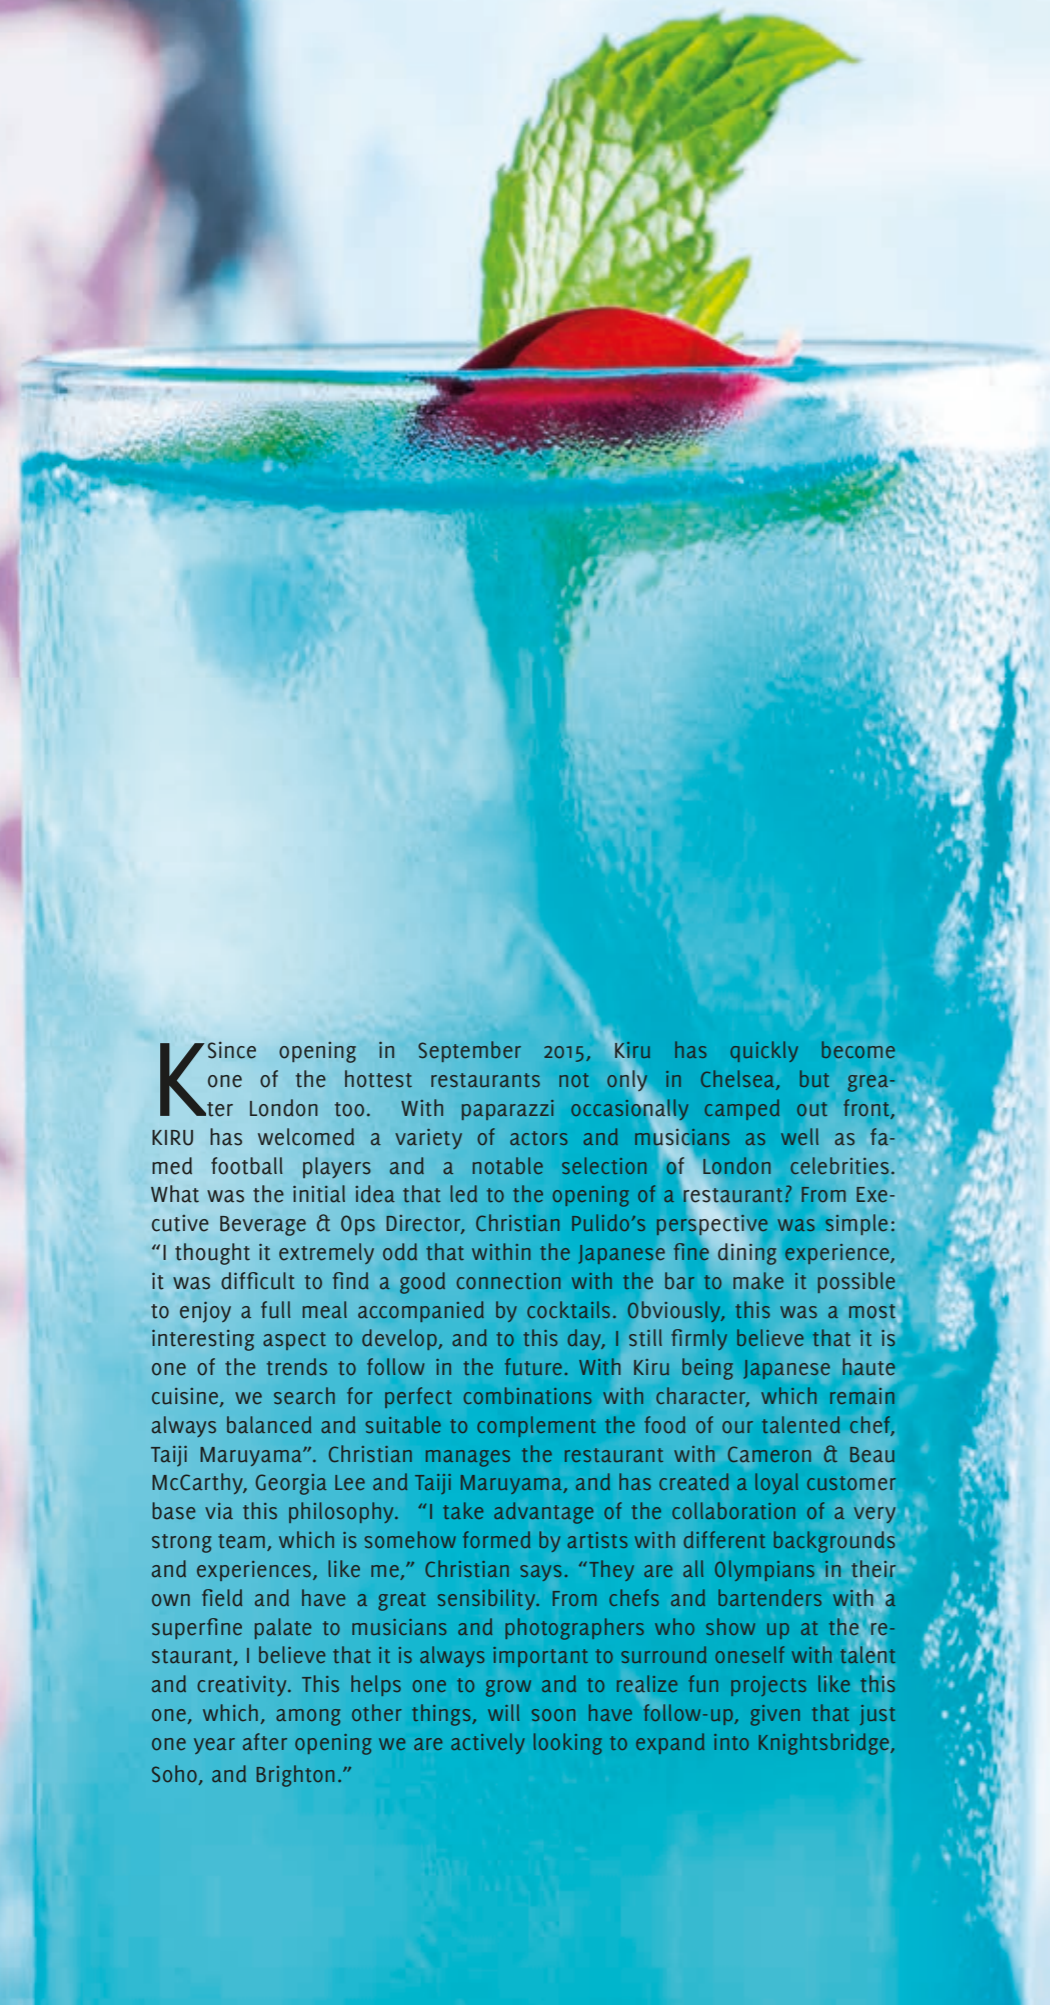 KSince opening in September 2015, Kiru has quickly become
one of the hottest restaurants not only in Chelsea, but grea-
ter London too. With paparazzi occasionally camped out front,
KIRU has welcomed a variety of actors and musicians as well as fa-
med football players and a notable selection of London celebrities.
What was the initial idea that led to the opening of a restaurant? From Exe-
cutive Beverage & Ops Director, Christian Pulido’s perspective was simple:
“I thought it extremely odd that within the Japanese fine dining experience,
it was difficult to find a good connection with the bar to make it possible
to enjoy a full meal accompanied by cocktails. Obviously, this was a most
interesting aspect to develop, and to this day, I still firmly believe that it is
one of the trends to follow in the future. With Kiru being Japanese haute
cuisine, we search for perfect combinations with character, which remain
always balanced and suitable to complement the food of our talented chef,
Taiji Maruyama”. Christian manages the restaurant with Cameron & Beau
McCarthy, Georgia Lee and Taiji Maruyama, and has created a loyal customer
base via this philosophy. “I take advantage of the collaboration of a very
strong team, which is somehow formed by artists with different backgrounds
and experiences, like me,” Christian says. “They are all Olympians in their
own field and have a great sensibility. From chefs and bartenders with a
superfine palate to musicians and photographers who show up at the re-
staurant, I believe that it is always important to surround oneself with talent
and creativity. This helps one to grow and to realize fun projects like this
one, which, among other things, will soon have follow-up, given that just
one year after opening we are actively looking to expand into Knightsbridge,
Soho, and Brighton.”